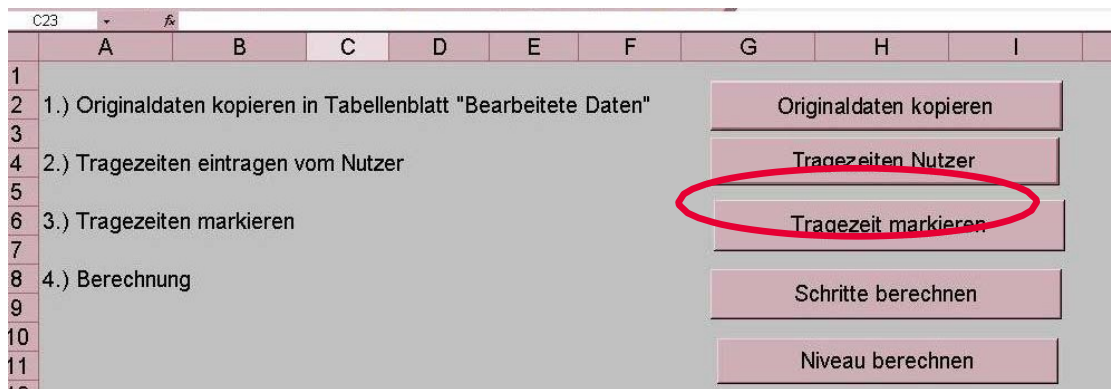 C23 fx
A B C D E F G H I
1
2 1.) Originaldaten kopieren in Tabellenblatt "Bearbeitete Daten" Originaldaten kopieren
3
4 2.) Tragezeiten eintragen vom Nutzer Tragezeiten Nutzer
5
6 3.) Tragezeiten markieren Tragezeit markieren
7
8 4.) Berechnung Schritte berechnen
9
10
11 Niveau berechnen